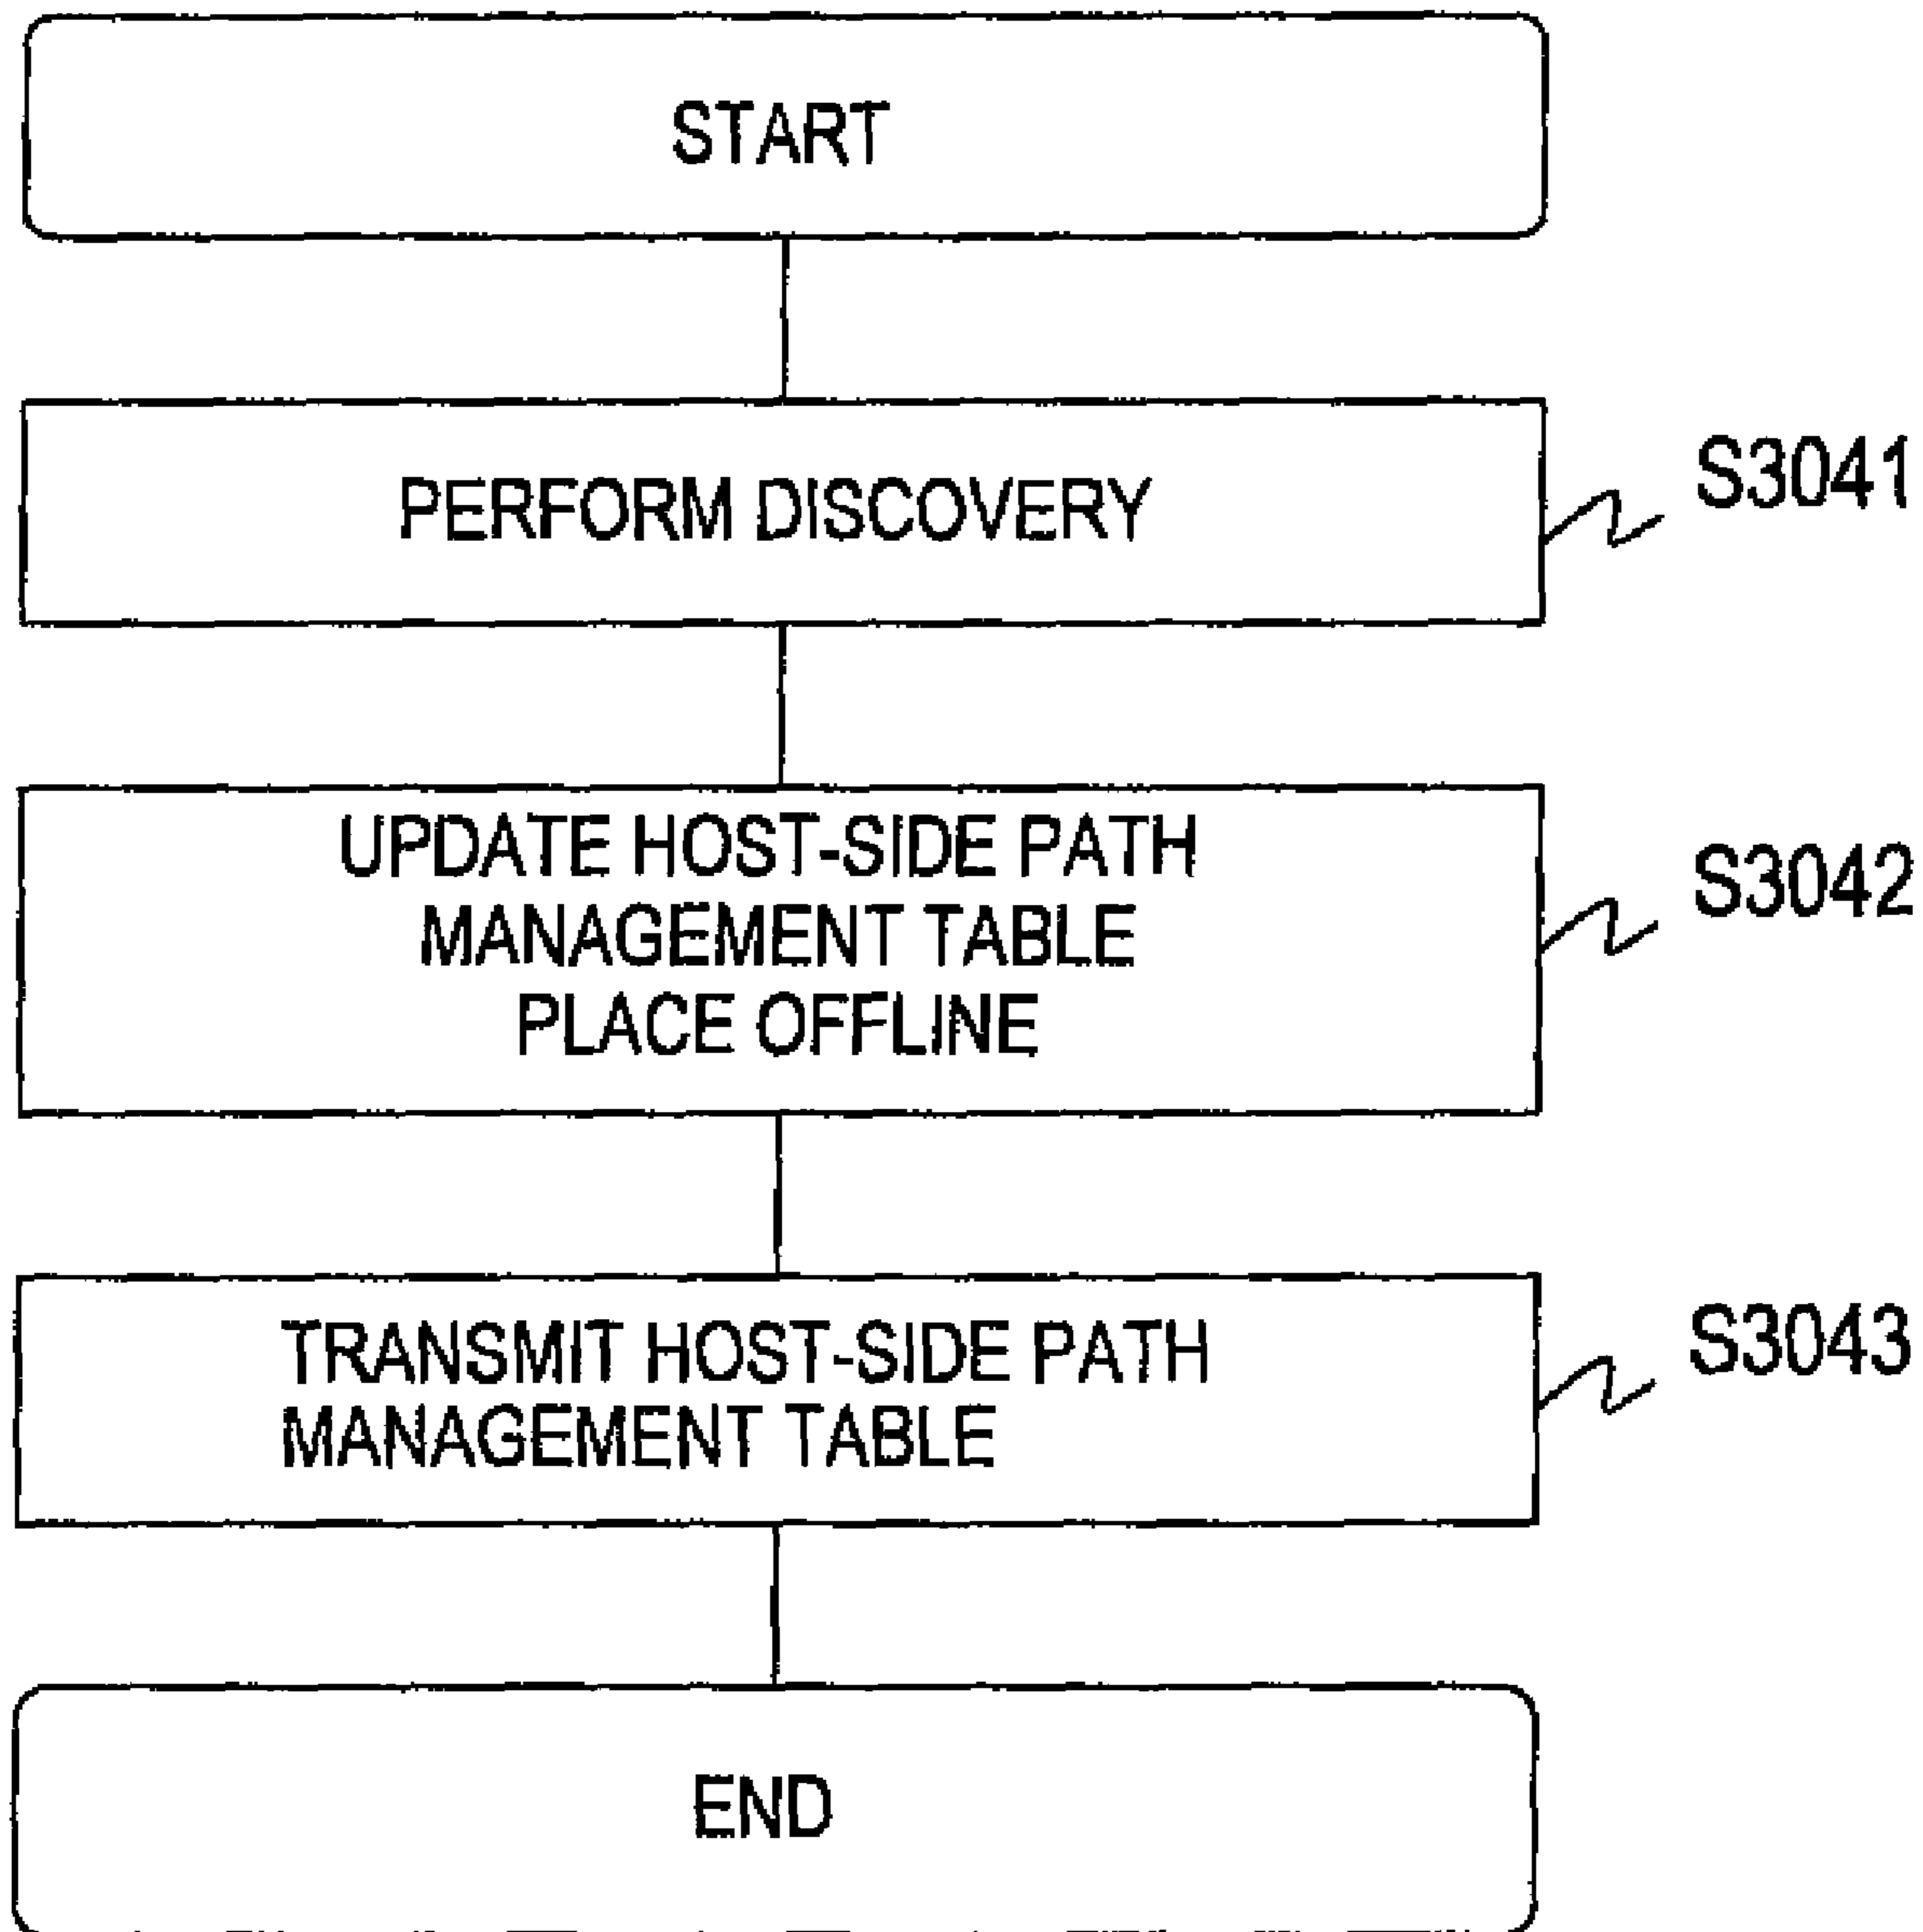 START
PERFORM DISCOVERY
S3041
UPDATE HOST-SIDE PATH
MANAGEMENT TABLE
PLACE OFFLINE
S3042
TRANSMIT HOST-SIDE PATH
MANAGEMENT TABLE
S3043
END